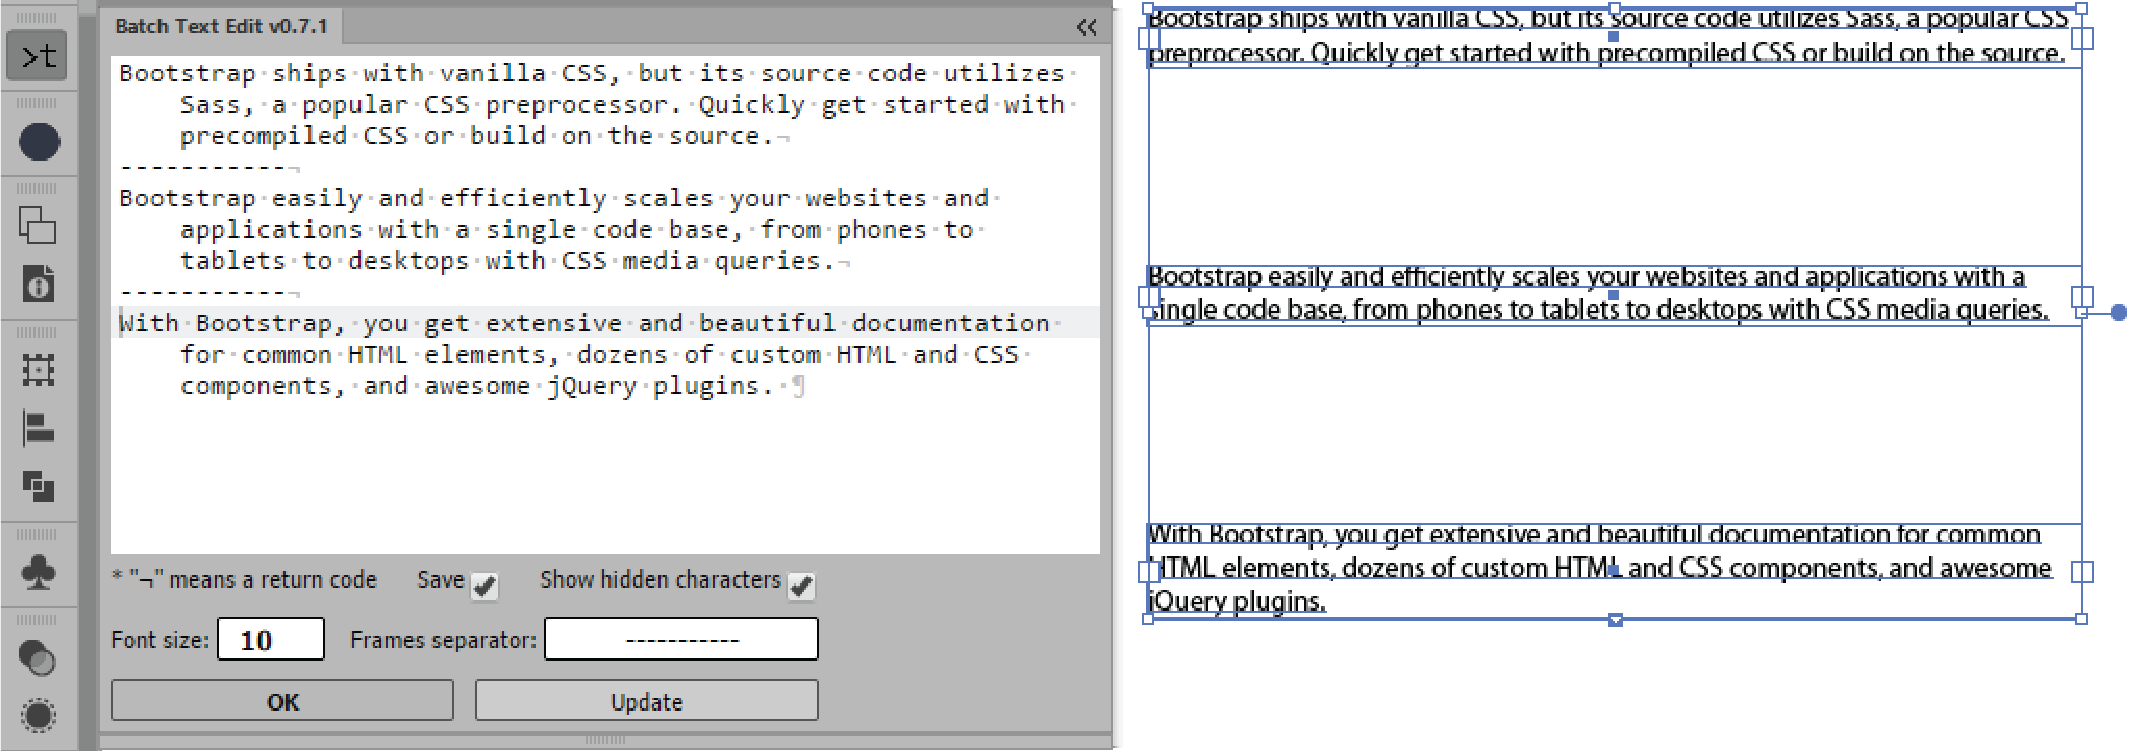 >t
Batch Text Edit v0.7.1
Bootstrap·ships·with·vanilla·CSS,·but·its·source·code·utilizes·
Sass,·a·popular·CSS·preprocessor.·Quickly·get·started·with·
precompiled·CSS·or·build·on·the·source.¬
-----------¬
Bootstrap·easily·and·efficiently·scales·your·websites·and·
applications·with·a·single·code·base,·from·phones·to·
tablets·to·desktops·with·CSS·media·queries.¬
-----------¬
With·Bootstrap,·you·get·extensive·and·beautiful·documentation·
for·common·HTML·elements,·dozens·of·custom·HTML·and·CSS·
components,·and·awesome·jQuery·plugins.·¶
* "¬" means a return code Save Show hidden characters
Font size: 10 Frames separator: -----------
OK Update
Bootstrap ships with vanilla CSS, but its source code utilizes Sass, a popular CSS
preprocessor. Quickly get started with precompiled CSS or build on the source.
Bootstrap easily and efficiently scales your websites and applications with a
single code base, from phones to tablets to desktops with CSS media queries.
With Bootstrap, you get extensive and beautiful documentation for common
HTML elements, dozens of custom HTML and CSS components, and awesome
jQuery plugins.